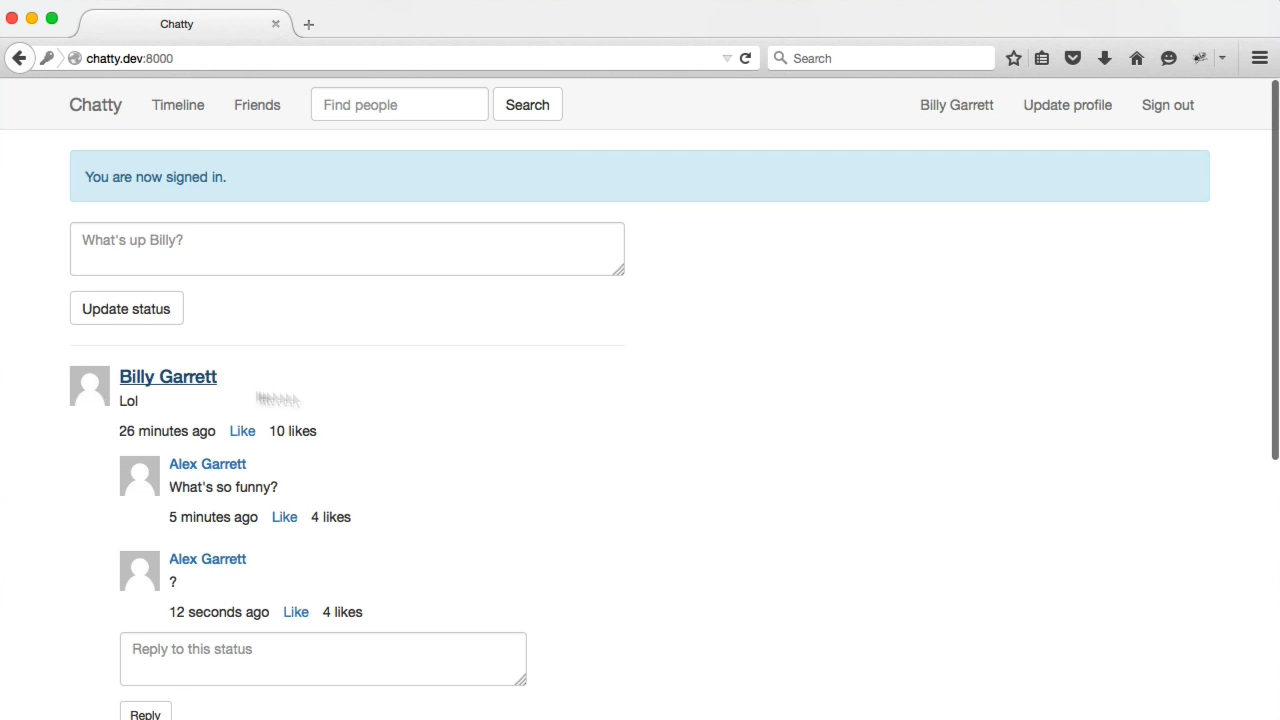 Chatty
chatty.dev:8000
Search
Chatty Timeline Friends Find people Search Billy Garrett Update profile Sign out
You are now signed in.
What's up Billy?
Update status
Billy Garrett
Lol
26 minutes ago Like 10 likes
Alex Garrett
What's so funny?
5 minutes ago Like 4 likes
Alex Garrett
?
12 seconds ago Like 4 likes
Reply to this status
Reply